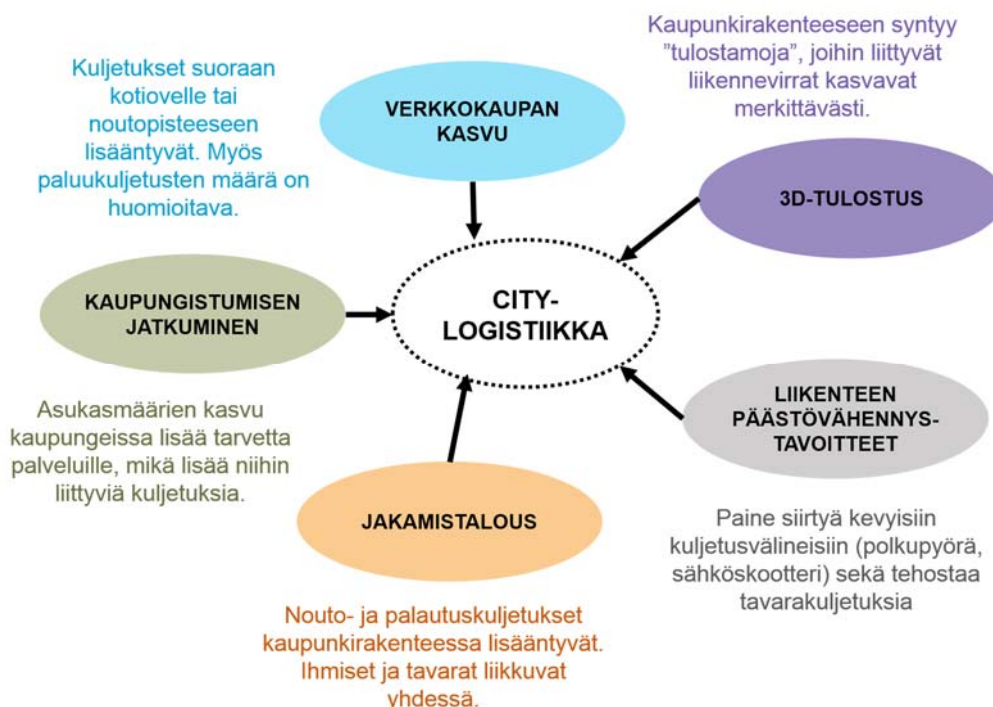 Kuljetukset suoraan
kotiovelle tai
noutopisteeseen
lisääntyvät. Myös
paluukuljetusten määrä on
huomioitava.
VERKKOKAUPAN
KASVU
Kaupunkirakenteeseen syntyy
”tulostamoja”, joihin liittyvät
liikennevirrat kasvavat
merkittävästi.
3D-TULOSTUS
KAUPUNGISTUMISEN
JATKUMINEN
CITY-
LOGISTIIKKA
Asukasmäärien kasvu
kaupungeissa lisää tarvetta
palveluille, mikä lisää niihin
liittyviä kuljetuksia.
LIIKENTEEN
PÄÄSTÖVÄHENNYS-
TAVOITTEET
JAKAMISTALOUS
Paine siirtyä kevyisiin
kuljetusvälineisiin (polkupyörä,
sähköskootteri) sekä tehostaa
tavarakuljetuksia
Nouto- ja palautuskuljetukset
kaupunkirakenteessa lisääntyvät.
Ihmiset ja tavarat liikkuvat
yhdessä.